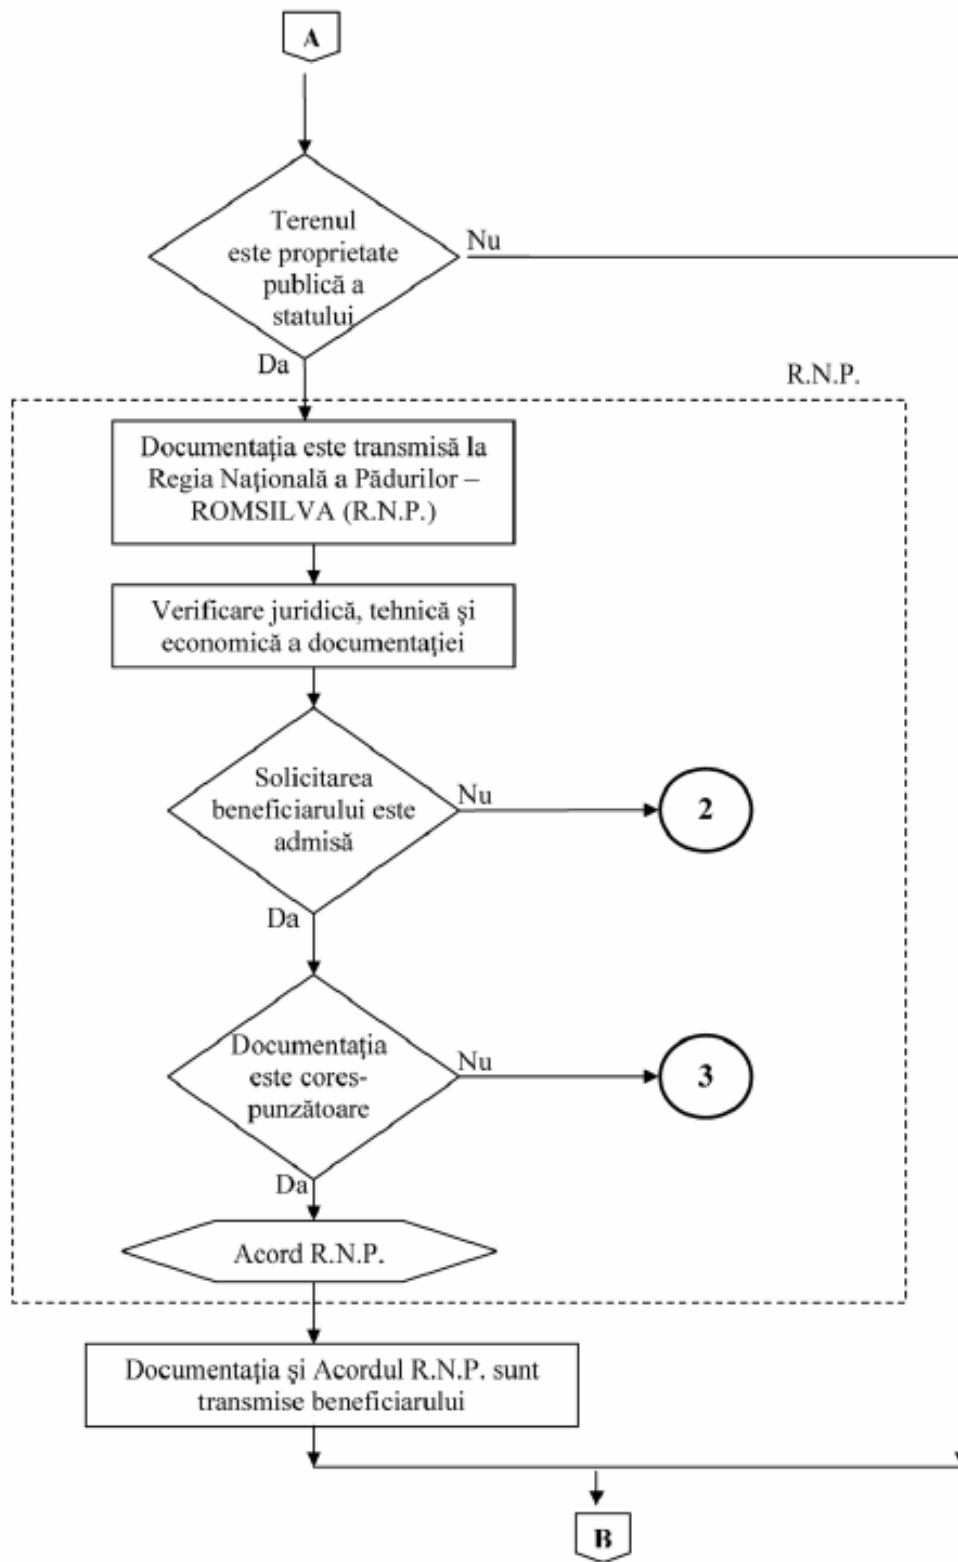 A
Terenul
este proprietate
publică a
statului
Nu
Da
R.N.P.
Documentaţia este transmisă la
Regia Naţională a Pădurilor –
ROMSILVA (R.N.P.)
Verificare juridică, tehnică şi
economică a documentaţiei
Solicitarea
beneficiarului este
admisă
Nu
2
Da
Documentaţia
este cores-
punzătoare
Nu
3
Da
Acord R.N.P.
Documentaţia şi Acordul R.N.P. sunt
transmise beneficiarului
B